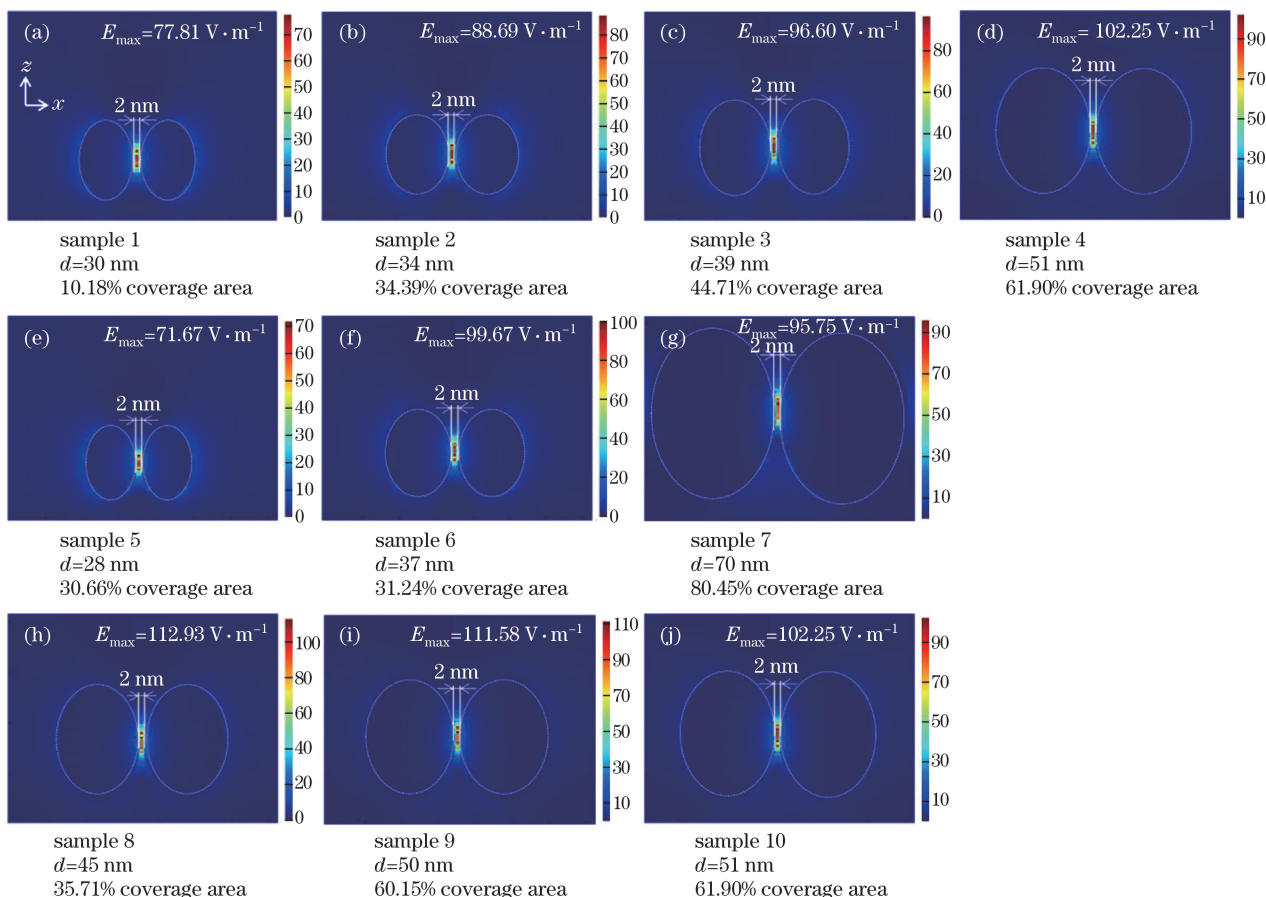 (a) E_max=77.81 V·m⁻¹
z
x
2 nm
70
60
50
40
30
20
10
0
sample 1
d=30 nm
10.18% coverage area
(b) E_max=88.69 V·m⁻¹
2 nm
80
70
60
50
40
30
20
10
0
sample 2
d=34 nm
34.39% coverage area
(c) E_max=96.60 V·m⁻¹
2 nm
80
60
40
20
0
sample 3
d=39 nm
44.71% coverage area
(d) E_max= 102.25 V·m⁻¹
2 nm
90
70
50
30
10
sample 4
d=51 nm
61.90% coverage area
(e) E_max=71.67 V·m⁻¹
2 nm
70
60
50
40
30
20
10
0
sample 5
d=28 nm
30.66% coverage area
(f) E_max=99.67 V·m⁻¹
2 nm
100
80
60
40
20
0
sample 6
d=37 nm
31.24% coverage area
(g) E_max=95.75 V·m⁻¹
2 nm
90
70
50
30
10
sample 7
d=70 nm
80.45% coverage area
(h) E_max=112.93 V·m⁻¹
2 nm
100
80
60
40
20
0
sample 8
d=45 nm
35.71% coverage area
(i) E_max=111.58 V·m⁻¹
2 nm
110
90
70
50
30
10
sample 9
d=50 nm
60.15% coverage area
(j) E_max=102.25 V·m⁻¹
2 nm
90
70
50
30
10
sample 10
d=51 nm
61.90% coverage area